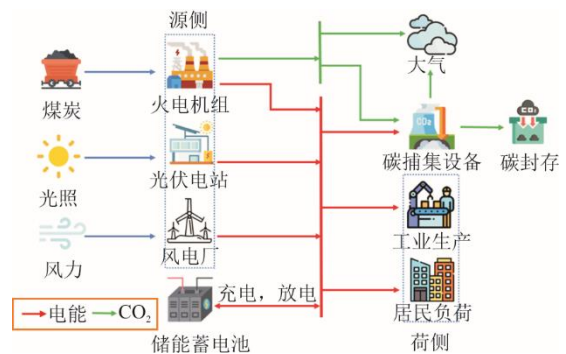 源侧
煤炭
火电机组
大气
CO₂
CO₂
碳捕集设备
碳封存
光照
光伏电站
风力
风电厂
工业生产
充电，放电
居民负荷
电能
CO₂
储能蓄电池
荷侧